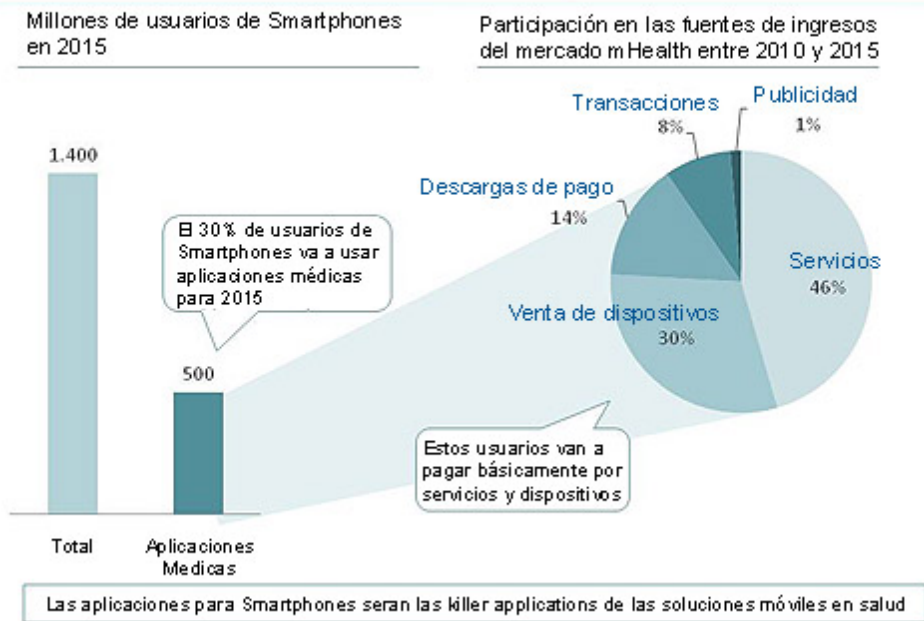 Millones de usuarios de Smartphones
en 2015
Participación en las fuentes de ingresos
del mercado mHealth entre 2010 y 2015
1.400
500
Total
Aplicaciones
Medicas
El 30% de usuarios de
Smartphones va a usar
aplicaciones médicas
para 2015
Transacciones
8%
Publicidad
1%
Descargas de pago
14%
Servicios
46%
Venta de dispositivos
30%
Estos usuarios van a
pagar básicamente por
servicios y dispositivos
Las aplicaciones para Smartphones seran las killer applications de las soluciones móviles en salud